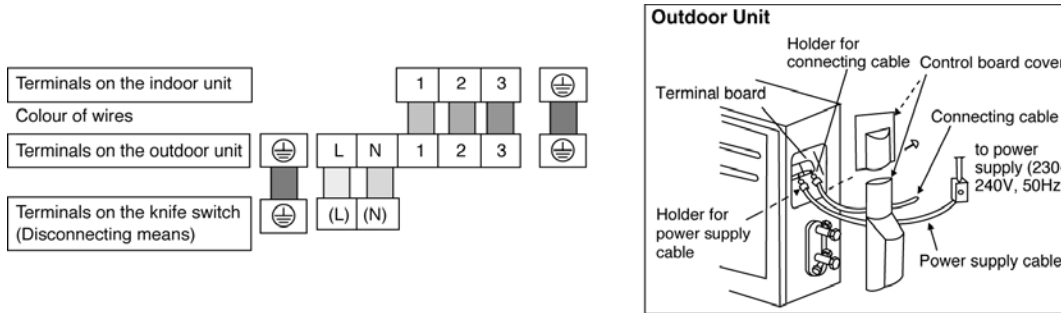 Terminals on the indoor unit
1 2 3
Colour of wires
Terminals on the outdoor unit
L N 1 2 3
Terminals on the knife switch
(Disconnecting means)
(L) (N)
Outdoor Unit
Holder for
connecting cable
Control board cover
Terminal board
Connecting cable
to power
supply (230-
240V, 50Hz
Holder for
power supply
cable
Power supply cable